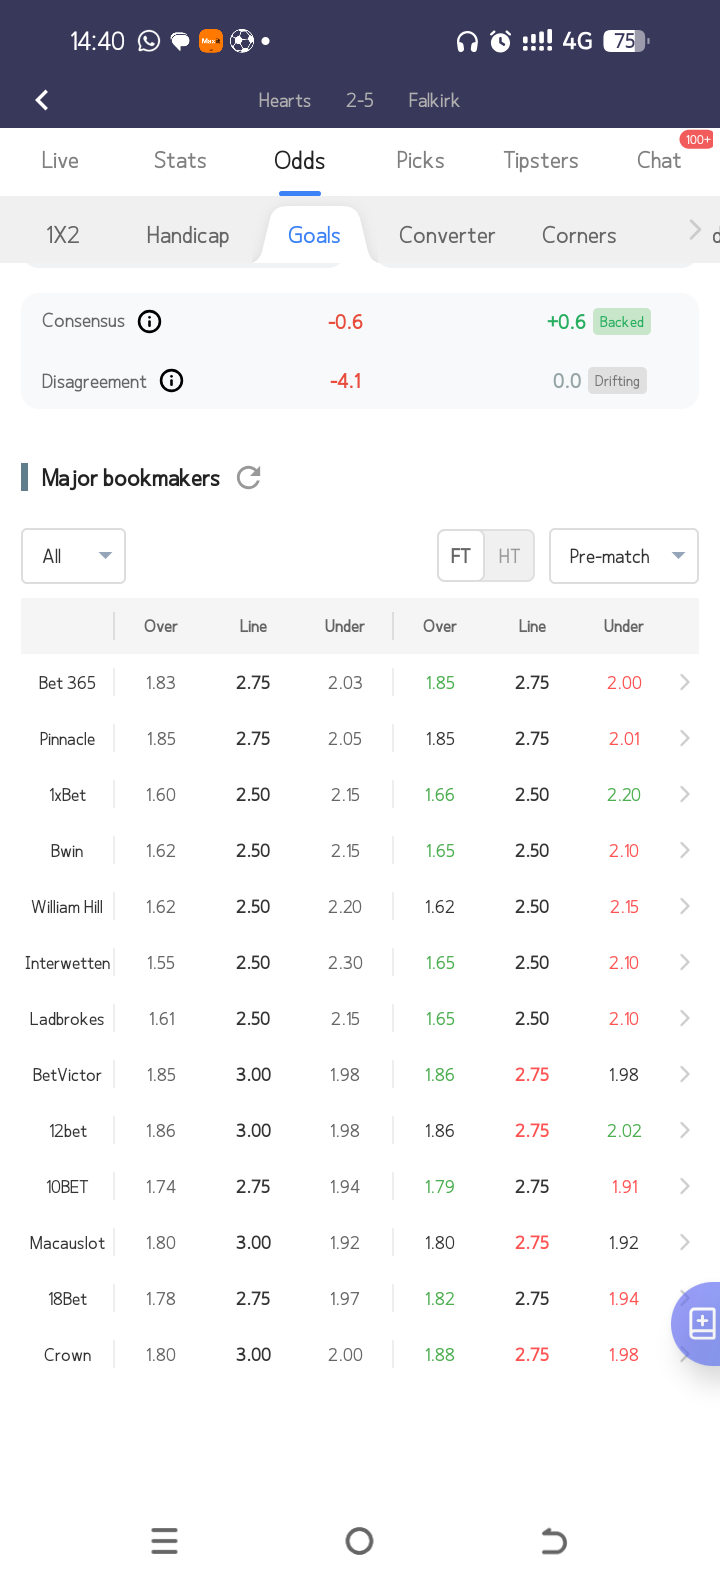 14:40 4G 75
Hearts 2-5 Falkirk
Live Stats Odds Picks Tipsters Chat 100+
1X2 Handicap Goals Converter Corners d
Consensus -0.6 +0.6 Backed
Disagreement -4.1 0.0 Drifting
Major bookmakers
All FT HT Pre-match
Over Line Under Over Line Under
Bet 365 1.83 2.75 2.03 1.85 2.75 2.00
Pinnacle 1.85 2.75 2.05 1.85 2.75 2.01
1xBet 1.60 2.50 2.15 1.66 2.50 2.20
Bwin 1.62 2.50 2.15 1.65 2.50 2.10
William Hill 1.62 2.50 2.20 1.62 2.50 2.15
Interwetten 1.55 2.50 2.30 1.65 2.50 2.10
Ladbrokes 1.61 2.50 2.15 1.65 2.50 2.10
BetVictor 1.85 3.00 1.98 1.86 2.75 1.98
12bet 1.86 3.00 1.98 1.86 2.75 2.02
10BET 1.74 2.75 1.94 1.79 2.75 1.91
Macauslot 1.80 3.00 1.92 1.80 2.75 1.92
18Bet 1.78 2.75 1.97 1.82 2.75 1.94
Crown 1.80 3.00 2.00 1.88 2.75 1.98